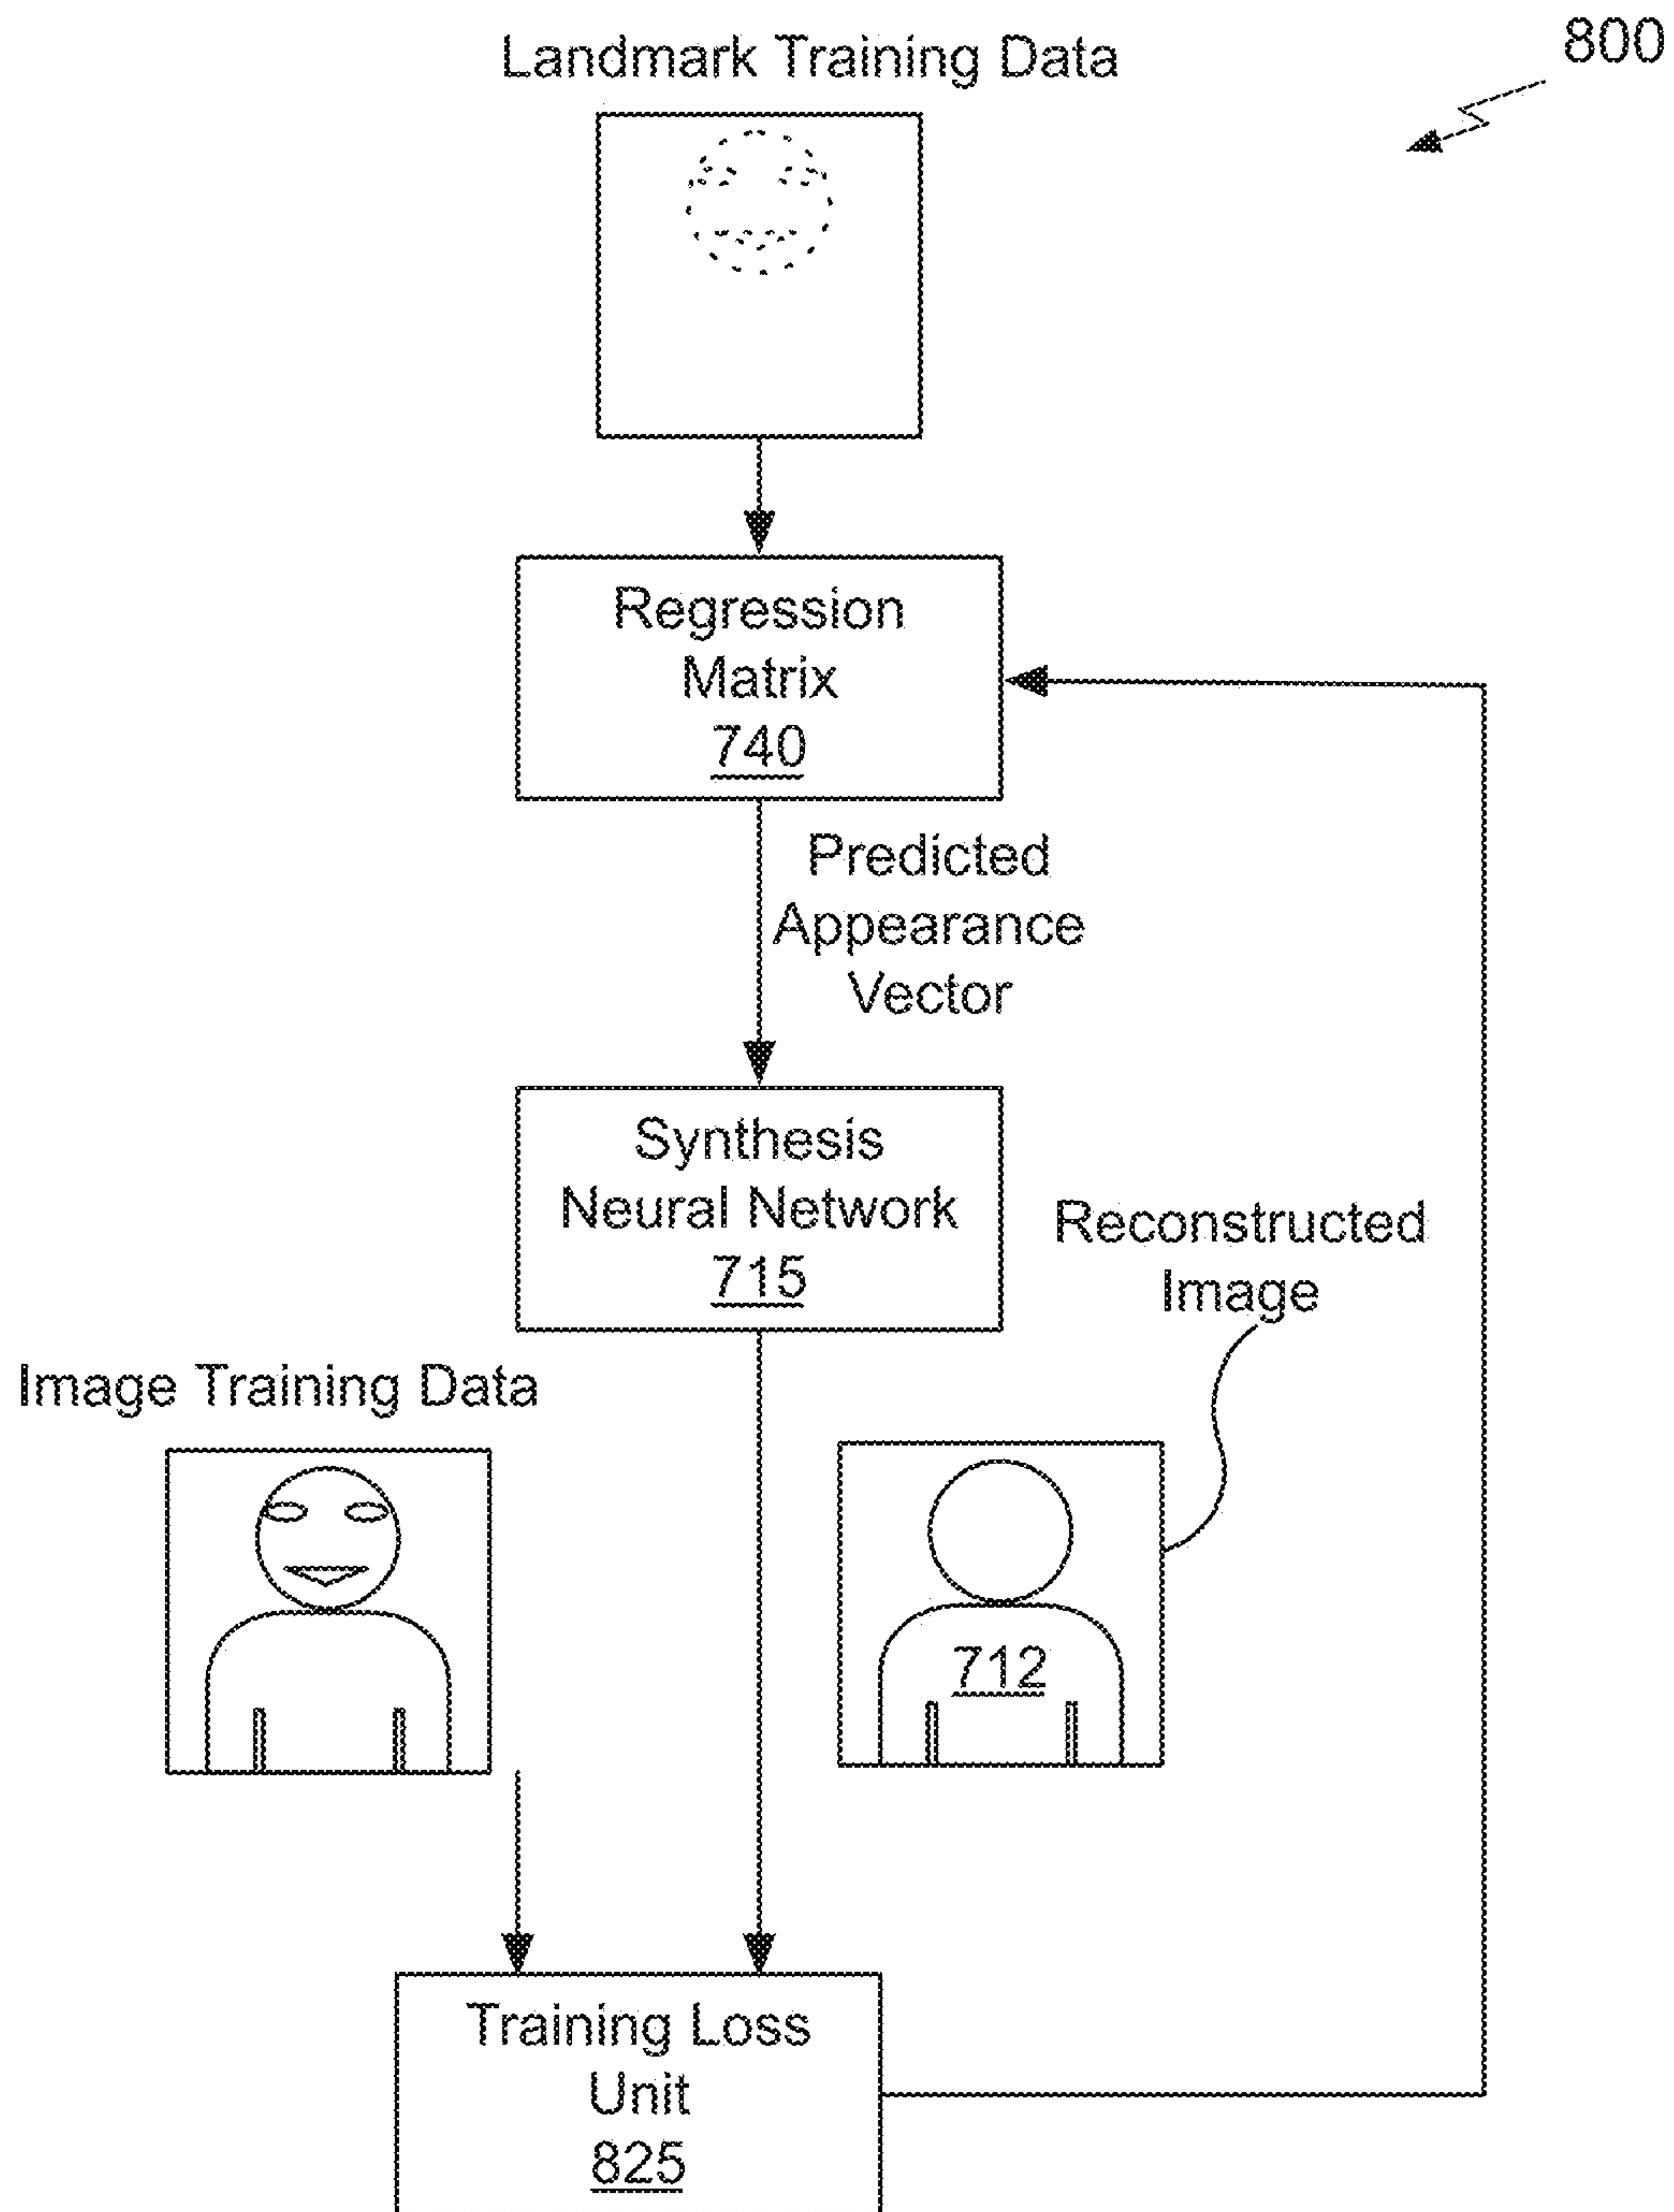 800
Landmark Training Data
Regression
Matrix
740
Predicted
Appearance
Vector
Synthesis
Neural Network
715
Reconstructed
Image
Image Training Data
712
Training Loss
Unit
825